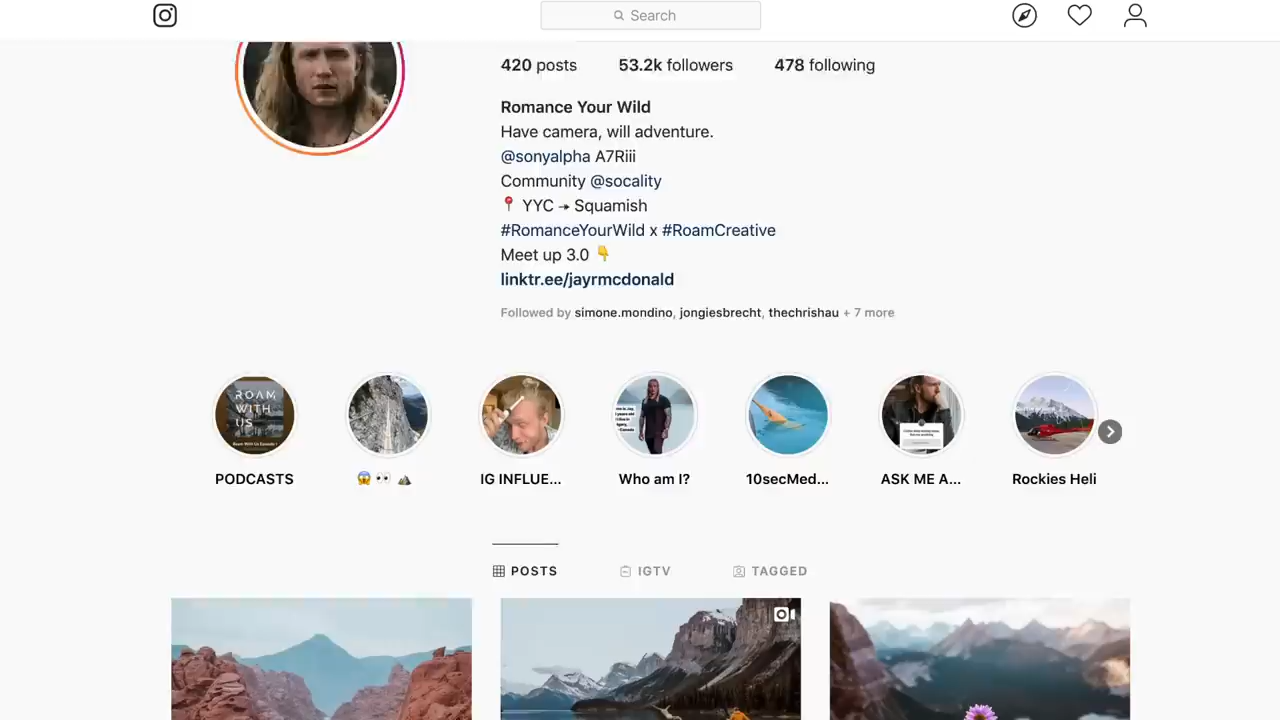 Search
420 posts 53.2k followers 478 following
Romance Your Wild
Have camera, will adventure.
@sonyalpha A7Riii
Community @socality
📍 YYC ➛ Squamish
#RomanceYourWild x #RoamCreative
Meet up 3.0 👇
linktr.ee/jayrmcdonald
Followed by simone.mondino, jongiesbrecht, thechrishau + 7 more
ROAM
WITH
US
PODCASTS 😱 👀 ⛰️ IG INFLUE... Who am I? 10secMed... ASK ME A... Rockies Heli
POSTS IGTV TAGGED